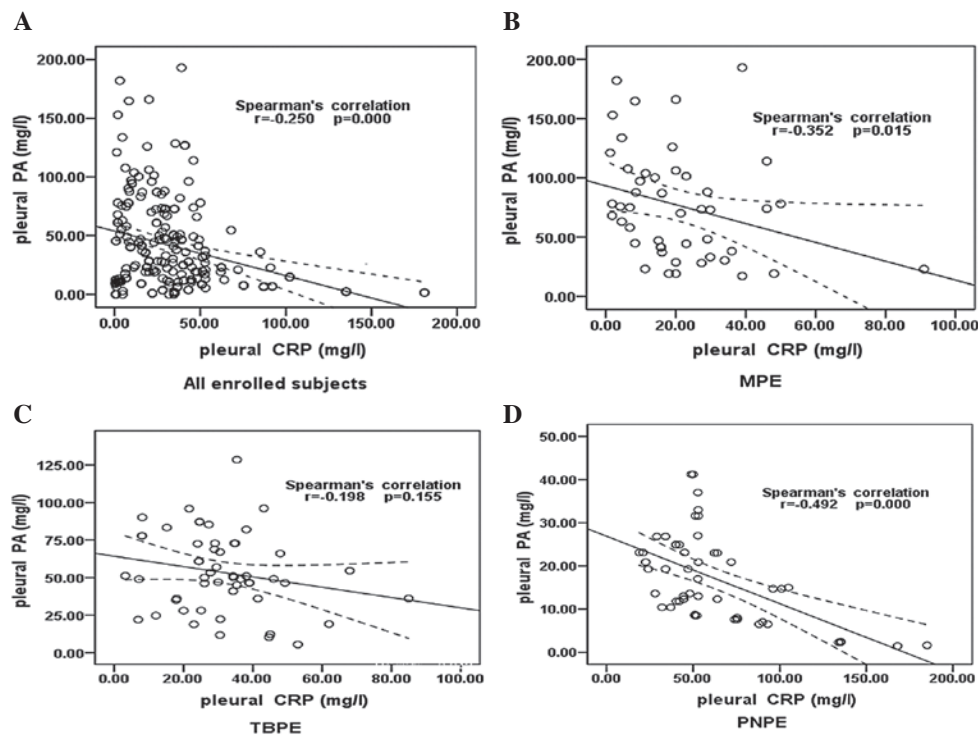 A
200.00
150.00
100.00
50.00
0.00
pleural PA (mg/l)
Spearman's correlation
r=-0.250 p=0.000
0.00 50.00 100.00 150.00 200.00
pleural CRP (mg/l)
All enrolled subjects
B
200.00
150.00
100.00
50.00
0.00
pleural PA (mg/l)
Spearman's correlation
r=-0.352 p=0.015
0.00 20.00 40.00 60.00 80.00 100.00
pleural CRP (mg/l)
MPE
C
125.00
100.00
75.00
50.00
25.00
0.00
pleural PA (mg/l)
Spearman's correlation
r=-0.198 p=0.155
0.00 20.00 40.00 60.00 80.00 100.00
pleural CRP (mg/l)
TBPE
D
50.00
40.00
30.00
20.00
10.00
0.00
pleural PA (mg/l)
Spearman's correlation
r=-0.492 p=0.000
0.00 50.00 100.00 150.00 200.00
pleural CRP (mg/l)
PNPE